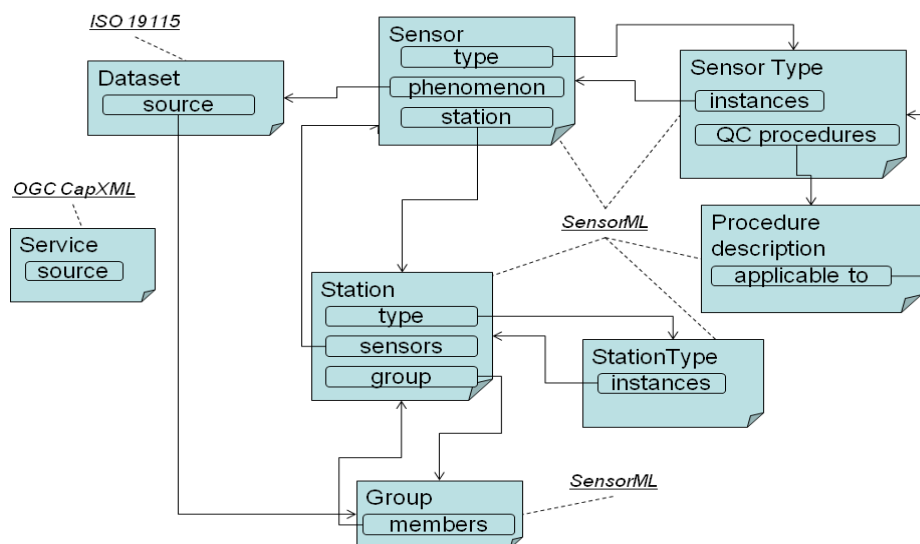 ISO 19115
Dataset
source
Sensor
type
phenomenon
station
Sensor Type
instances
QC procedures
OGC CapXML
Service
source
SensorML
Procedure
description
applicable to
Station
type
sensors
group
StationType
instances
Group
members
SensorML